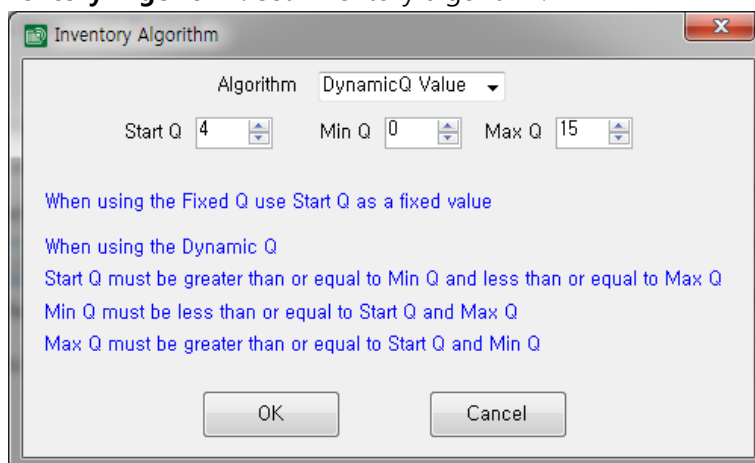 Inventory Algorithm
Algorithm DynamicQ Value
Start Q 4 Min Q 0 Max Q 15
When using the Fixed Q use Start Q as a fixed value
When using the Dynamic Q
Start Q must be greater than or equal to Min Q and less than or equal to Max Q
Min Q must be less than or equal to Start Q and Max Q
Max Q must be greater than or equal to Start Q and Min Q
OK Cancel